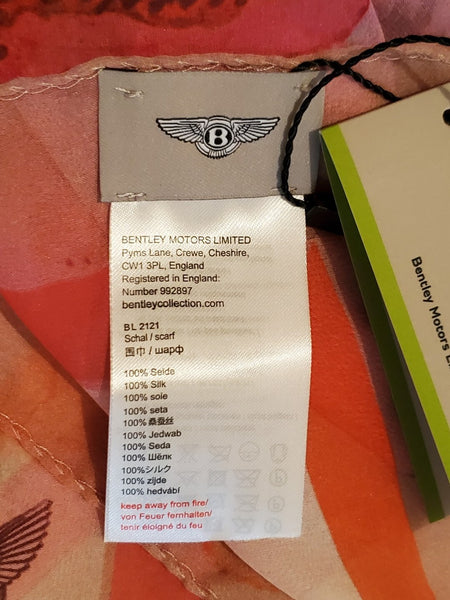 B
BENTLEY MOTORS LIMITED
Pyms Lane, Crewe, Cheshire,
CW1 3PL, England
Registered in England:
Number 992897
bentleycollection.com
BL 2121
Schal / scarf
围巾 / шарф
100% Seide
100% Silk
100% soie
100% seta
100% 桑蚕丝
100% Jedwab
100% Seda
100% Шёлк
100% シルク
100% zijde
100% hedvábí
keep away from fire/
von Feuer fernhalten/
tenir éloigné du feu
Bentley Motors Li